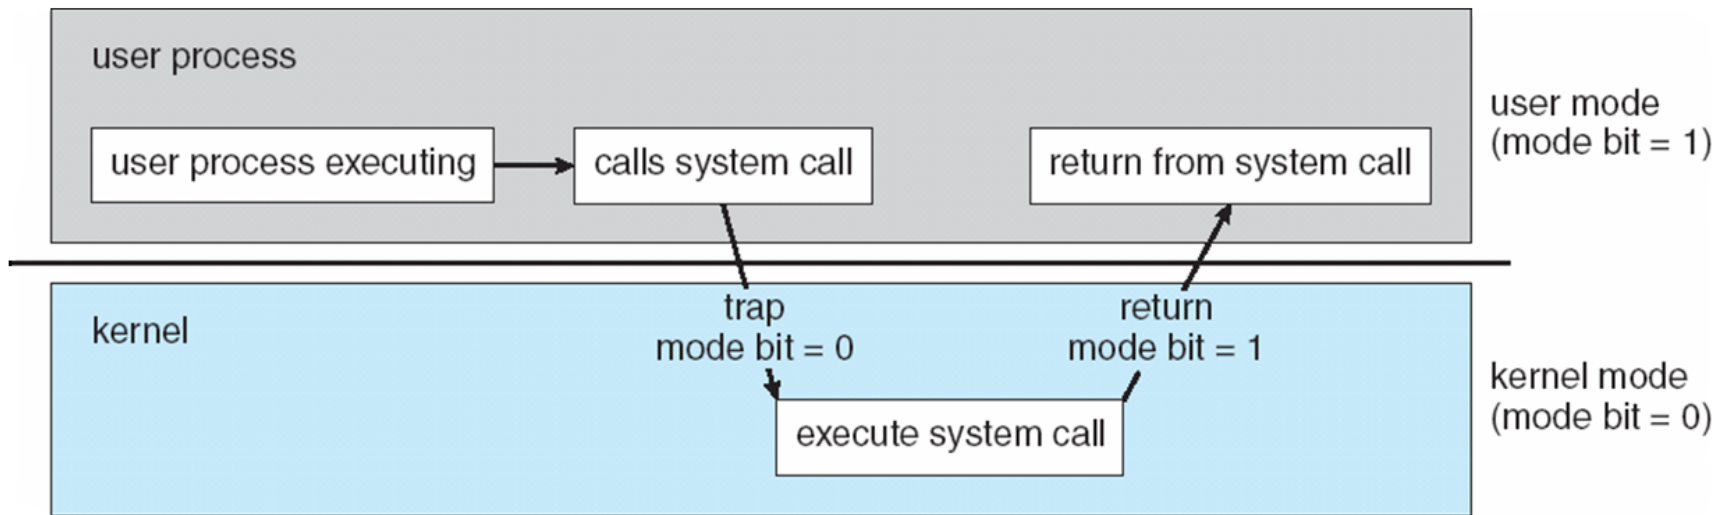 user process
user process executing
calls system call
return from system call
user mode
(mode bit = 1)
trap
mode bit = 0
return
mode bit = 1
kernel
execute system call
kernel mode
(mode bit = 0)